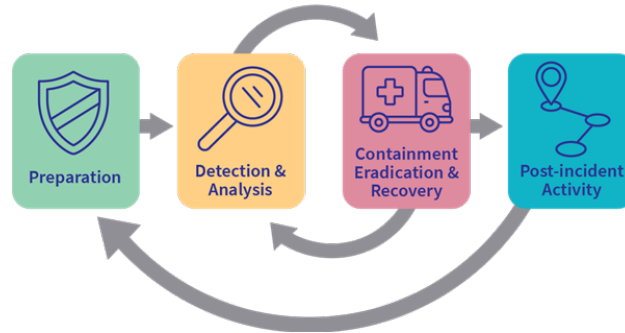 Preparation
Detection &
Analysis
Containment
Eradication &
Recovery
Post-incident
Activity